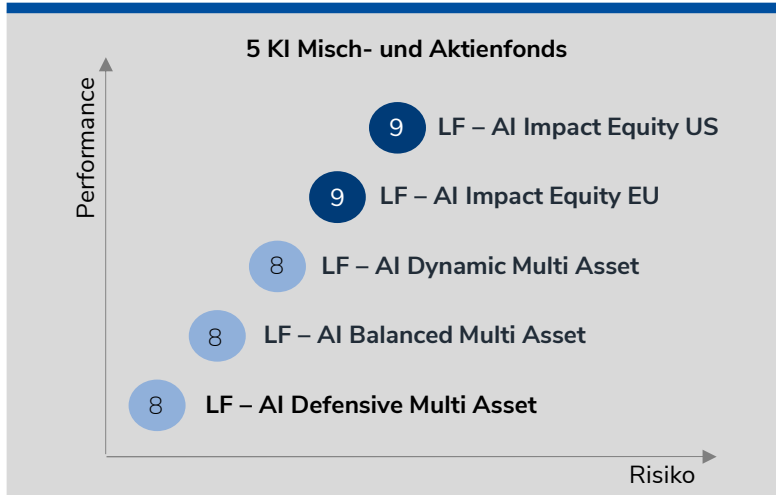 5 KI Misch- und Aktienfonds
Performance
9 LF – AI Impact Equity US
9 LF – AI Impact Equity EU
8 LF – AI Dynamic Multi Asset
8 LF – AI Balanced Multi Asset
8 LF – AI Defensive Multi Asset
Risiko